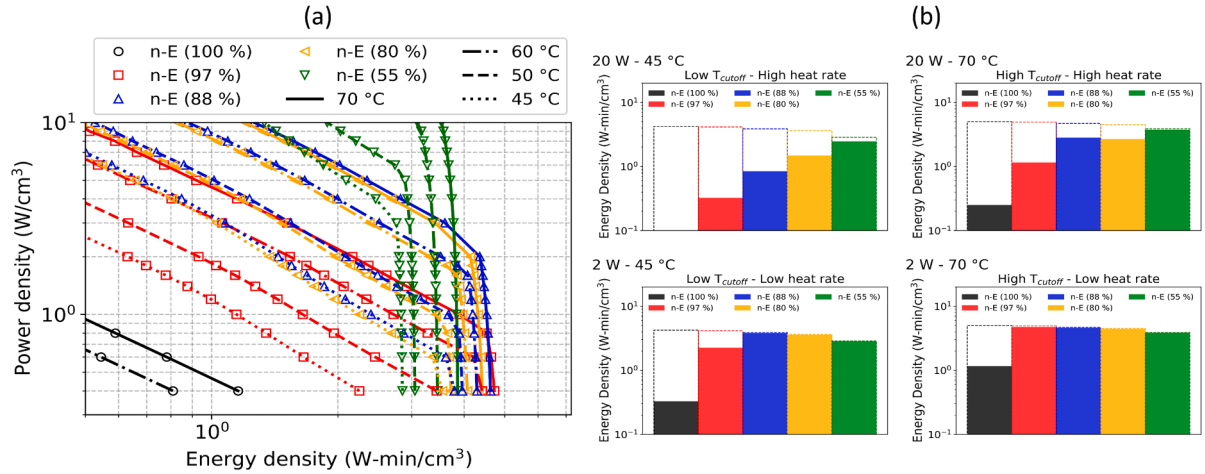 (a)
n-E (100 %)
n-E (97 %)
n-E (88 %)
n-E (80 %)
n-E (55 %)
70 °C
60 °C
50 °C
45 °C
Power density (W/cm³)
10¹
10⁰
10⁰
Energy density (W-min/cm³)
(b)
20 W - 45 °C
Low Tcutoff - High heat rate
n-E (100 %) n-E (88 %) n-E (55 %)
n-E (97 %) n-E (80 %)
Energy Density (W-min/cm³)
10¹
10⁰
10⁻¹
20 W - 70 °C
High Tcutoff - High heat rate
n-E (100 %) n-E (88 %) n-E (55 %)
n-E (97 %) n-E (80 %)
Energy Density (W-min/cm³)
10¹
10⁰
10⁻¹
2 W - 45 °C
Low Tcutoff - Low heat rate
n-E (100 %) n-E (88 %) n-E (55 %)
n-E (97 %) n-E (80 %)
Energy Density (W-min/cm³)
10¹
10⁰
10⁻¹
2 W - 70 °C
High Tcutoff - Low heat rate
n-E (100 %) n-E (88 %) n-E (55 %)
n-E (97 %) n-E (80 %)
Energy Density (W-min/cm³)
10¹
10⁰
10⁻¹